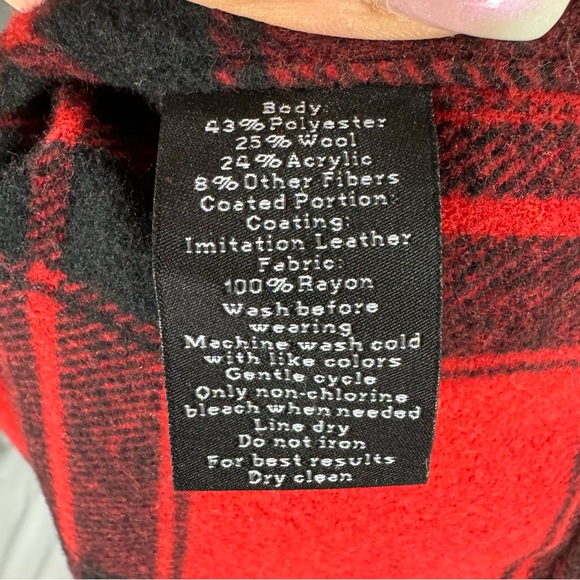 Body:
43% Polyester
25% Wool
24% Acrylic
8% Other Fibers
Coated Portion:
Coating:
Imitation Leather
Fabric:
100% Rayon
Wash before
wearing
Machine wash cold
with like colors
Gentle cycle
Only non-chlorine
bleach when needed
Line dry
Do not iron
For best results
Dry clean